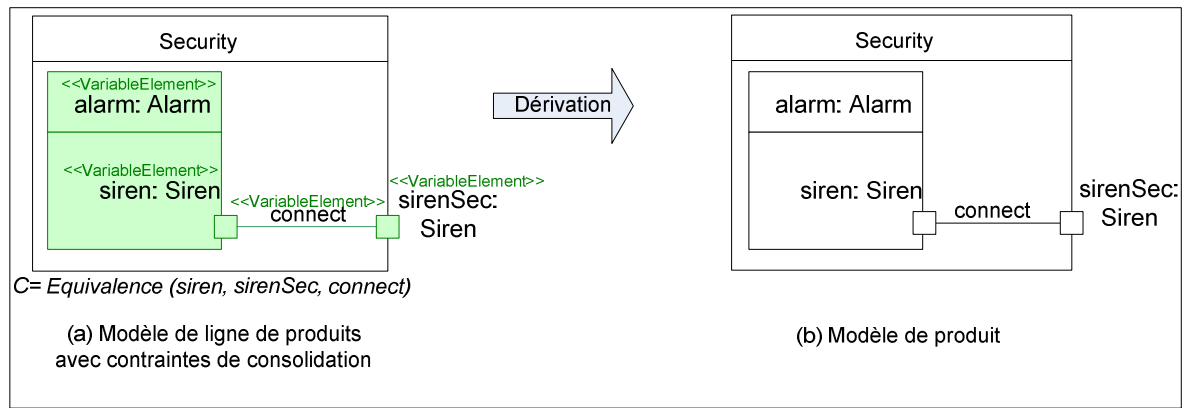 Security
<<VariableElement>>
alarm: Alarm
<<VariableElement>>
siren: Siren
<<VariableElement>>
connect
<<VariableElement>>
sirenSec:
Siren
C= Equivalence (siren, sirenSec, connect)
(a) Modèle de ligne de produits
avec contraintes de consolidation
Dérivation
Security
alarm: Alarm
siren: Siren
connect
sirenSec:
Siren
(b) Modèle de produit